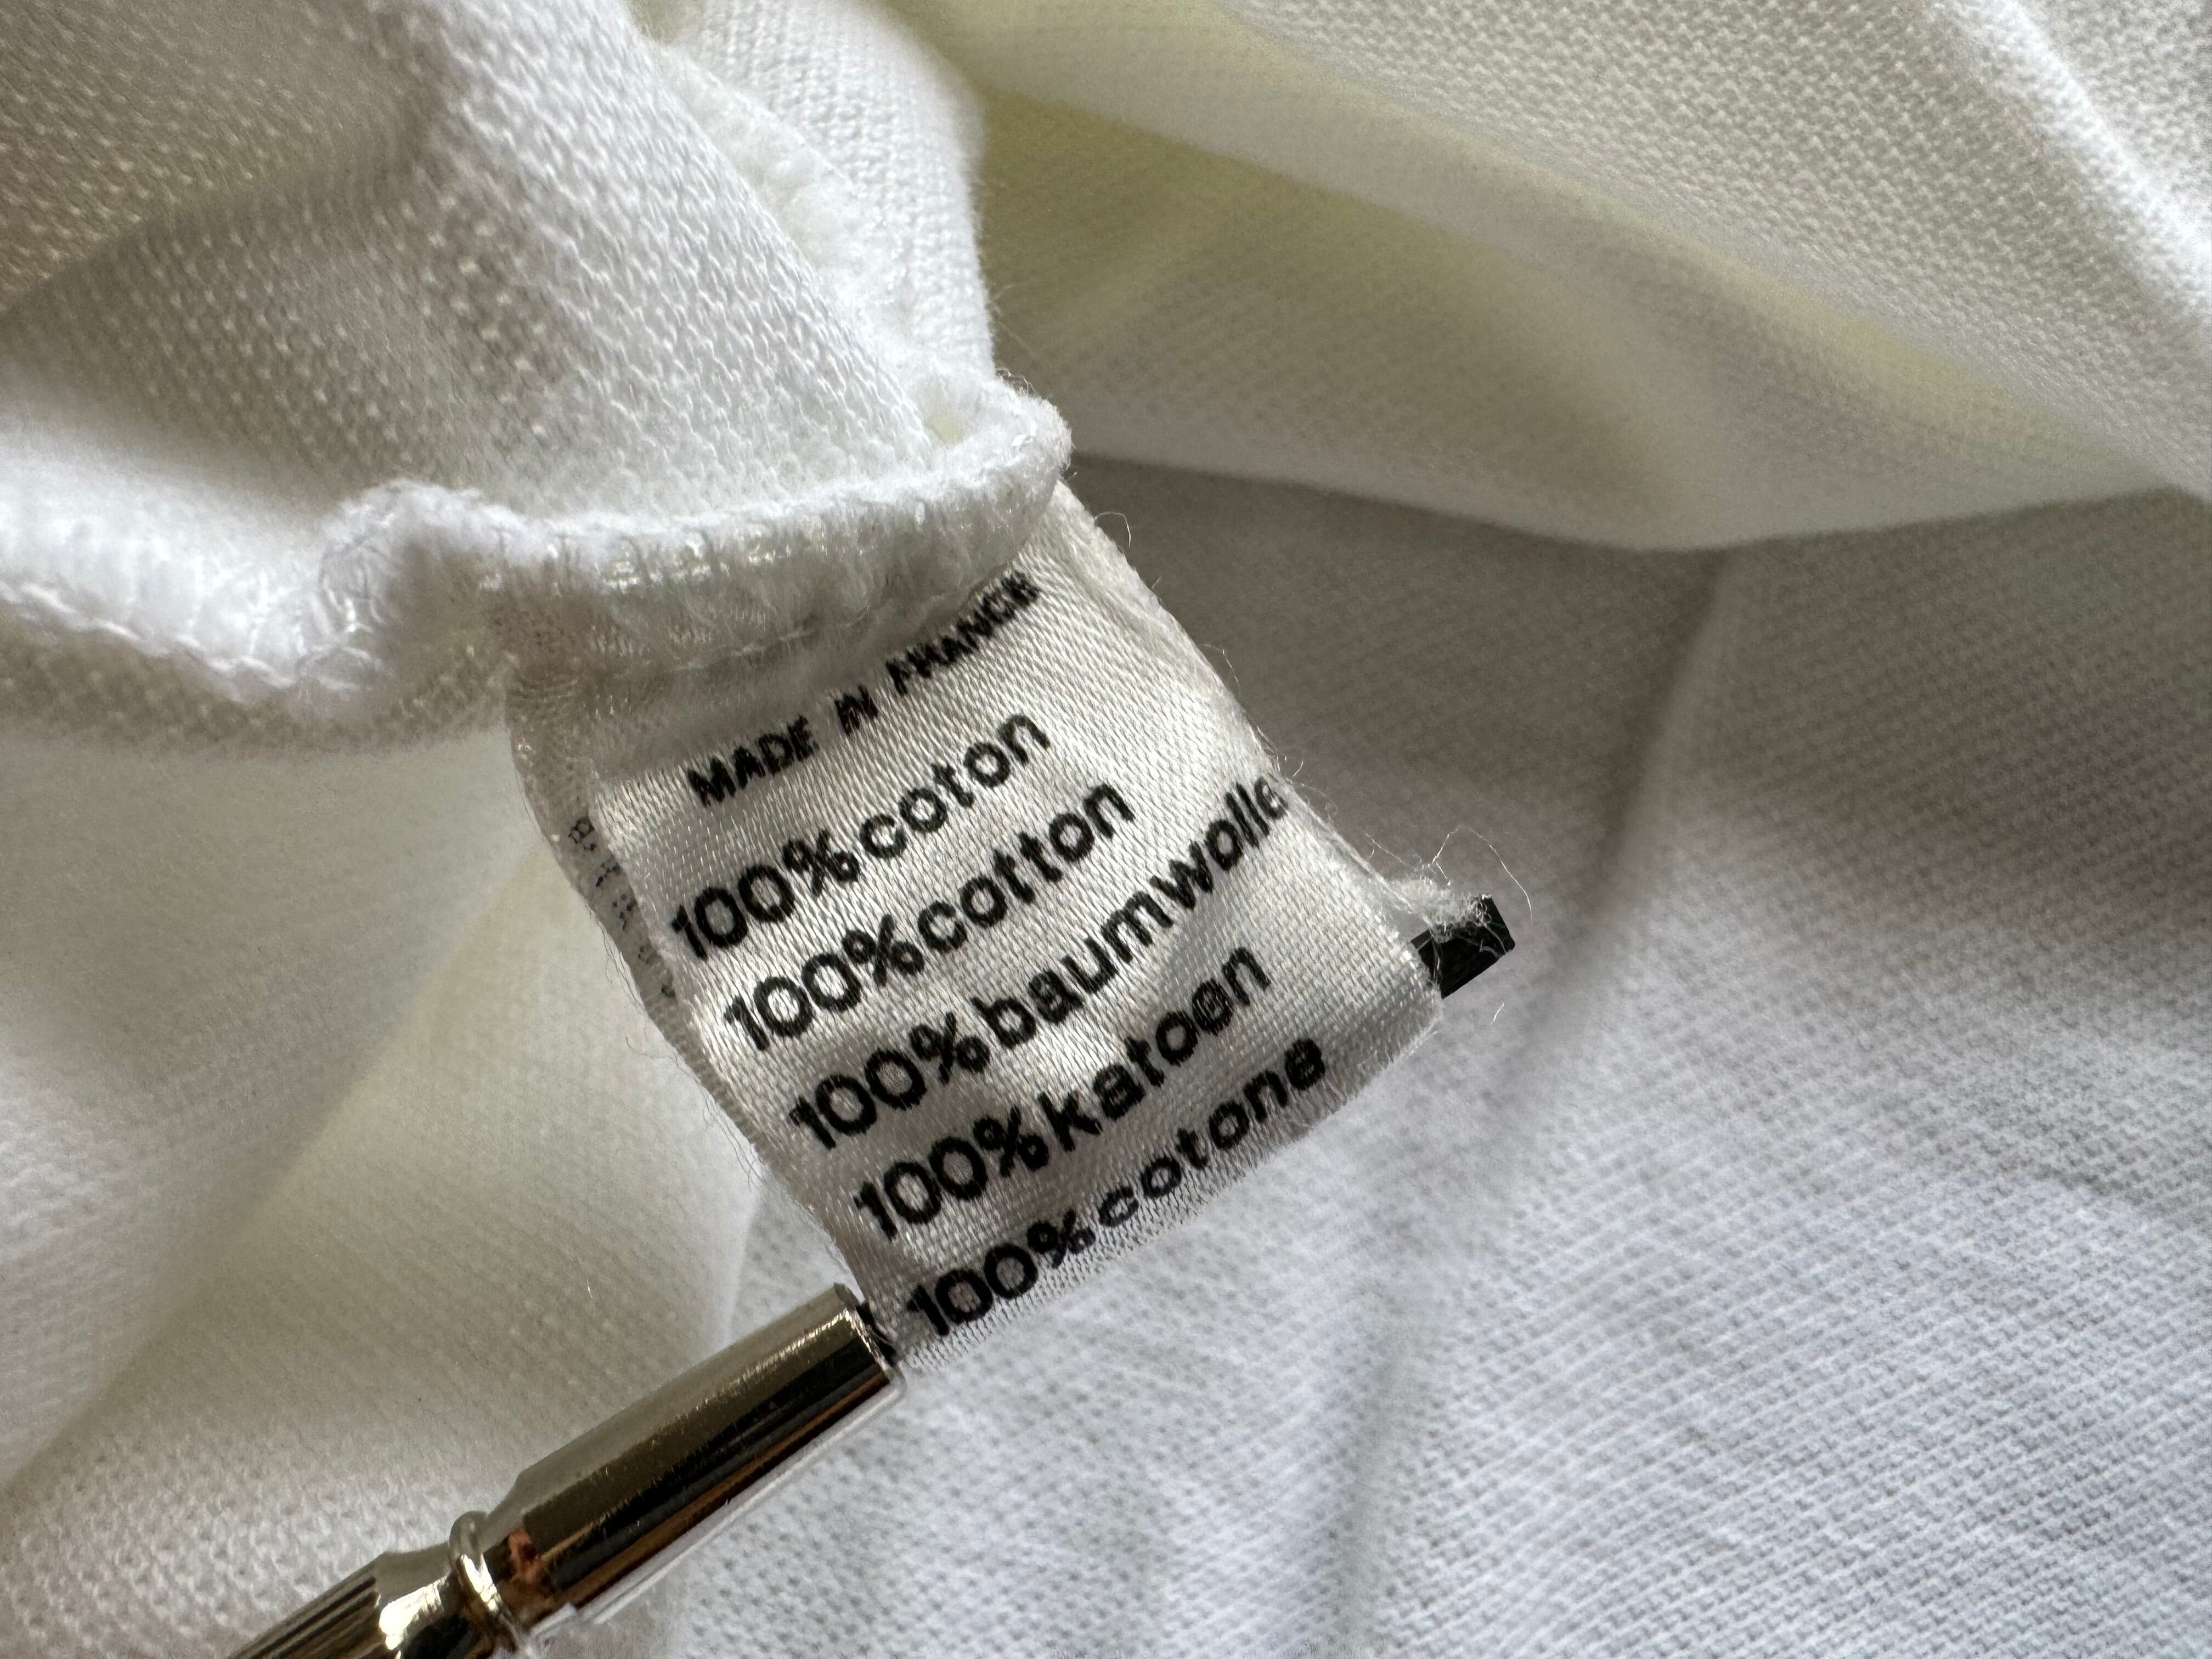 MADE IN FRANCE
100%coton
100%cotton
100%baumwolle
100%katoen
100%cotone